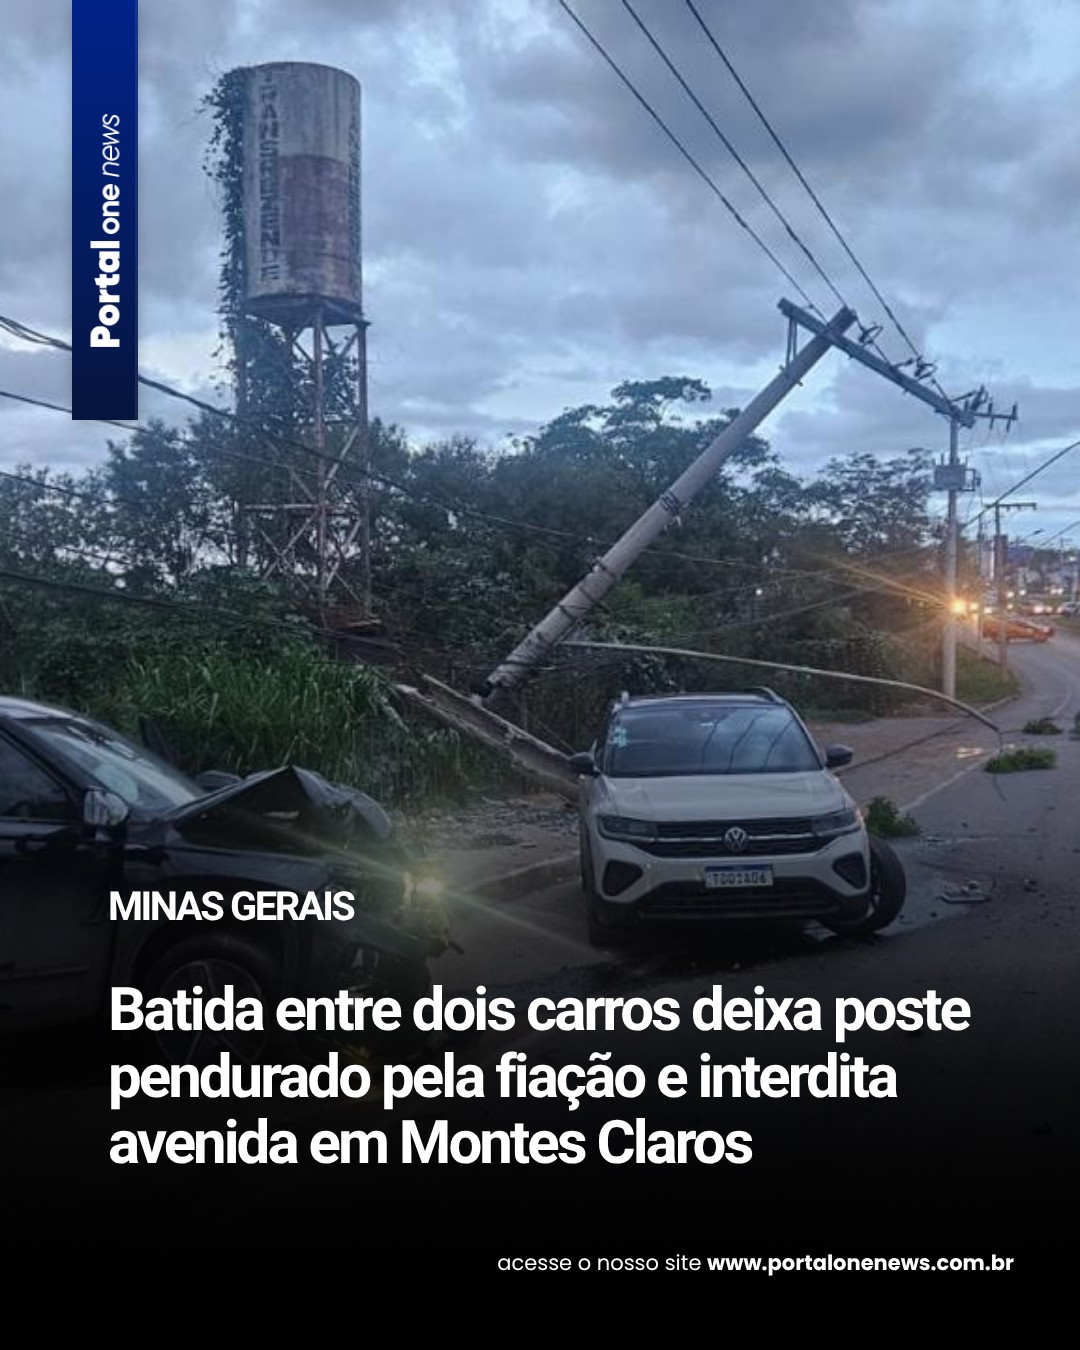 Portal one news
TRANSREZENDE
TDO1A06
MINAS GERAIS
Batida entre dois carros deixa poste
pendurado pela fiação e interdita
avenida em Montes Claros
acesse o nosso site www.portalonenews.com.br